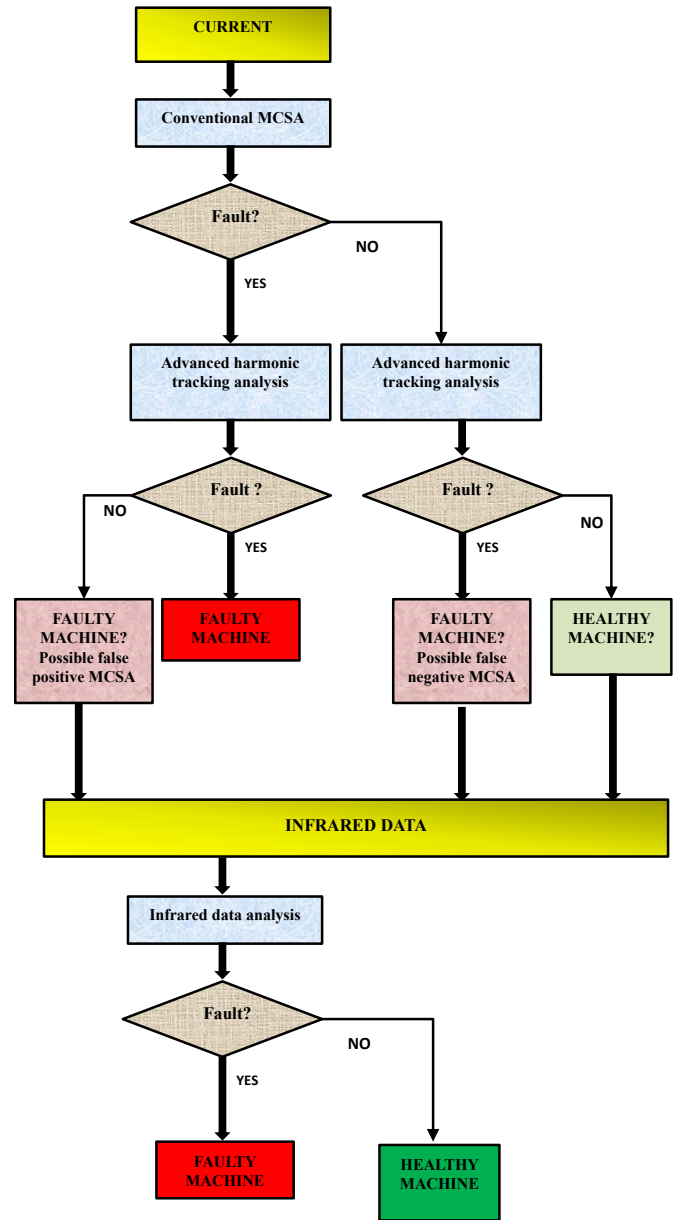 CURRENT
Conventional MCSA
Fault?
NO
YES
Advanced harmonic
tracking analysis
Advanced harmonic
tracking analysis
Fault ?
NO
YES
Fault ?
NO
YES
FAULTY
MACHINE?
Possible false
positive MCSA
FAULTY
MACHINE
FAULTY
MACHINE?
Possible false
negative MCSA
HEALTHY
MACHINE?
INFRARED DATA
Infrared data analysis
Fault?
NO
YES
FAULTY
MACHINE
HEALTHY
MACHINE